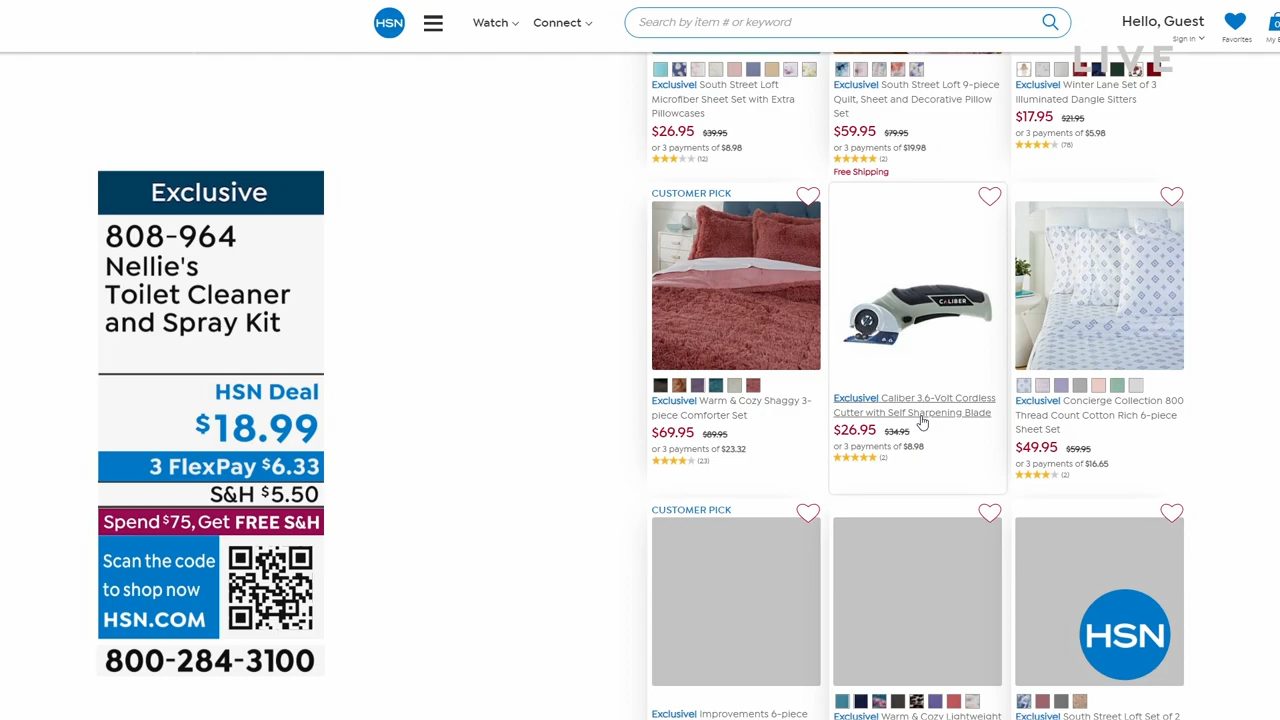 HSN
Watch
Connect
Search by item # or keyword
Hello, Guest
Sign In
Favorites
0
My B
LIVE
Exclusive
808-964
Nellie's
Toilet Cleaner
and Spray Kit
HSN Deal
$18.99
3 FlexPay $6.33
S&H $5.50
Spend $75, Get FREE S&H
Scan the code
to shop now
HSN.COM
800-284-3100
Exclusive! South Street Loft
Microfiber Sheet Set with Extra
Pillowcases
$26.95 $39.95
or 3 payments of $8.98
(12)
Exclusive! South Street Loft 9-piece
Quilt, Sheet and Decorative Pillow
Set
$59.95 $79.95
or 3 payments of $19.98
(2)
Free Shipping
Exclusive! Winter Lane Set of 3
Illuminated Dangle Sitters
$17.95 $21.95
or 3 payments of $5.98
(78)
CUSTOMER PICK
Exclusive! Warm & Cozy Shaggy 3-
piece Comforter Set
$69.95 $89.95
or 3 payments of $23.32
(23)
CALIBER
Exclusive! Caliber 3.6-Volt Cordless
Cutter with Self Sharpening Blade
$26.95 $34.95
or 3 payments of $8.98
(2)
Exclusive! Concierge Collection 800
Thread Count Cotton Rich 6-piece
Sheet Set
$49.95 $59.95
or 3 payments of $16.65
(2)
CUSTOMER PICK
Exclusive! Improvements 6-piece
Exclusive! Warm & Cozy Lightweight
Exclusive! South Street Loft Set of 2
HSN